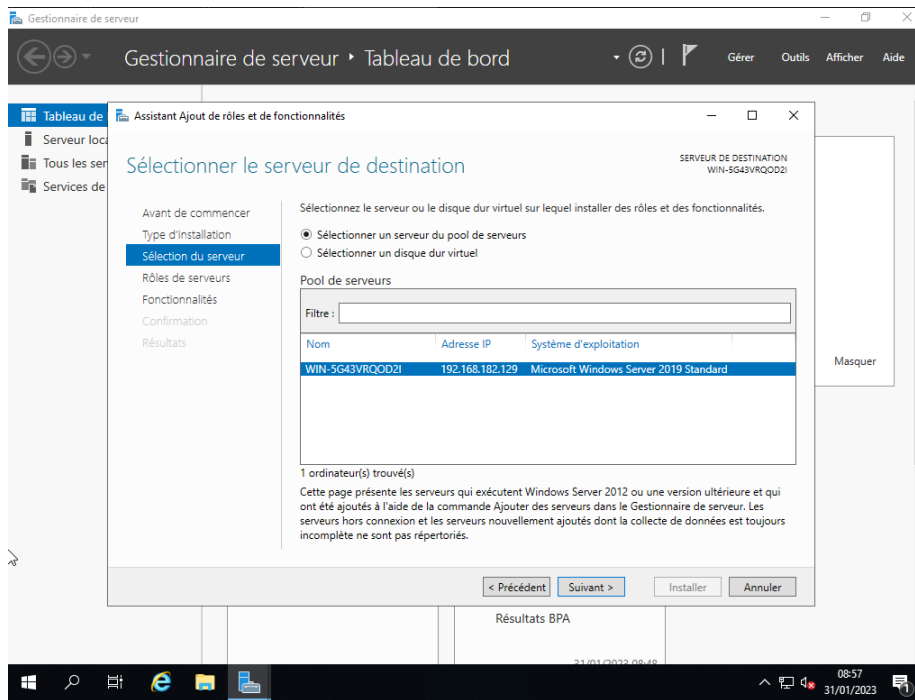 Gestionnaire de serveur
Gestionnaire de serveur ‣ Tableau de bord
Gérer Outils Afficher Aide
Tableau de
Serveur loca
Tous les ser
Services de
Assistant Ajout de rôles et de fonctionnalités
Sélectionner le serveur de destination
SERVEUR DE DESTINATION
WIN-5G43VRQOD2I
Avant de commencer
Type d'installation
Sélection du serveur
Rôles de serveurs
Fonctionnalités
Confirmation
Résultats
Sélectionnez le serveur ou le disque dur virtuel sur lequel installer des rôles et des fonctionnalités.
Sélectionner un serveur du pool de serveurs
Sélectionner un disque dur virtuel
Pool de serveurs
Filtre :
Nom Adresse IP Système d'exploitation
WIN-5G43VRQOD2I 192.168.182.129 Microsoft Windows Server 2019 Standard
1 ordinateur(s) trouvé(s)
Cette page présente les serveurs qui exécutent Windows Server 2012 ou une version ultérieure et qui
ont été ajoutés à l'aide de la commande Ajouter des serveurs dans le Gestionnaire de serveur. Les
serveurs hors connexion et les serveurs nouvellement ajoutés dont la collecte de données est toujours
incomplète ne sont pas répertoriés.
< Précédent Suivant > Installer Annuler
Masquer
Résultats BPA
31/01/2023 08:48
08:57
31/01/2023
1